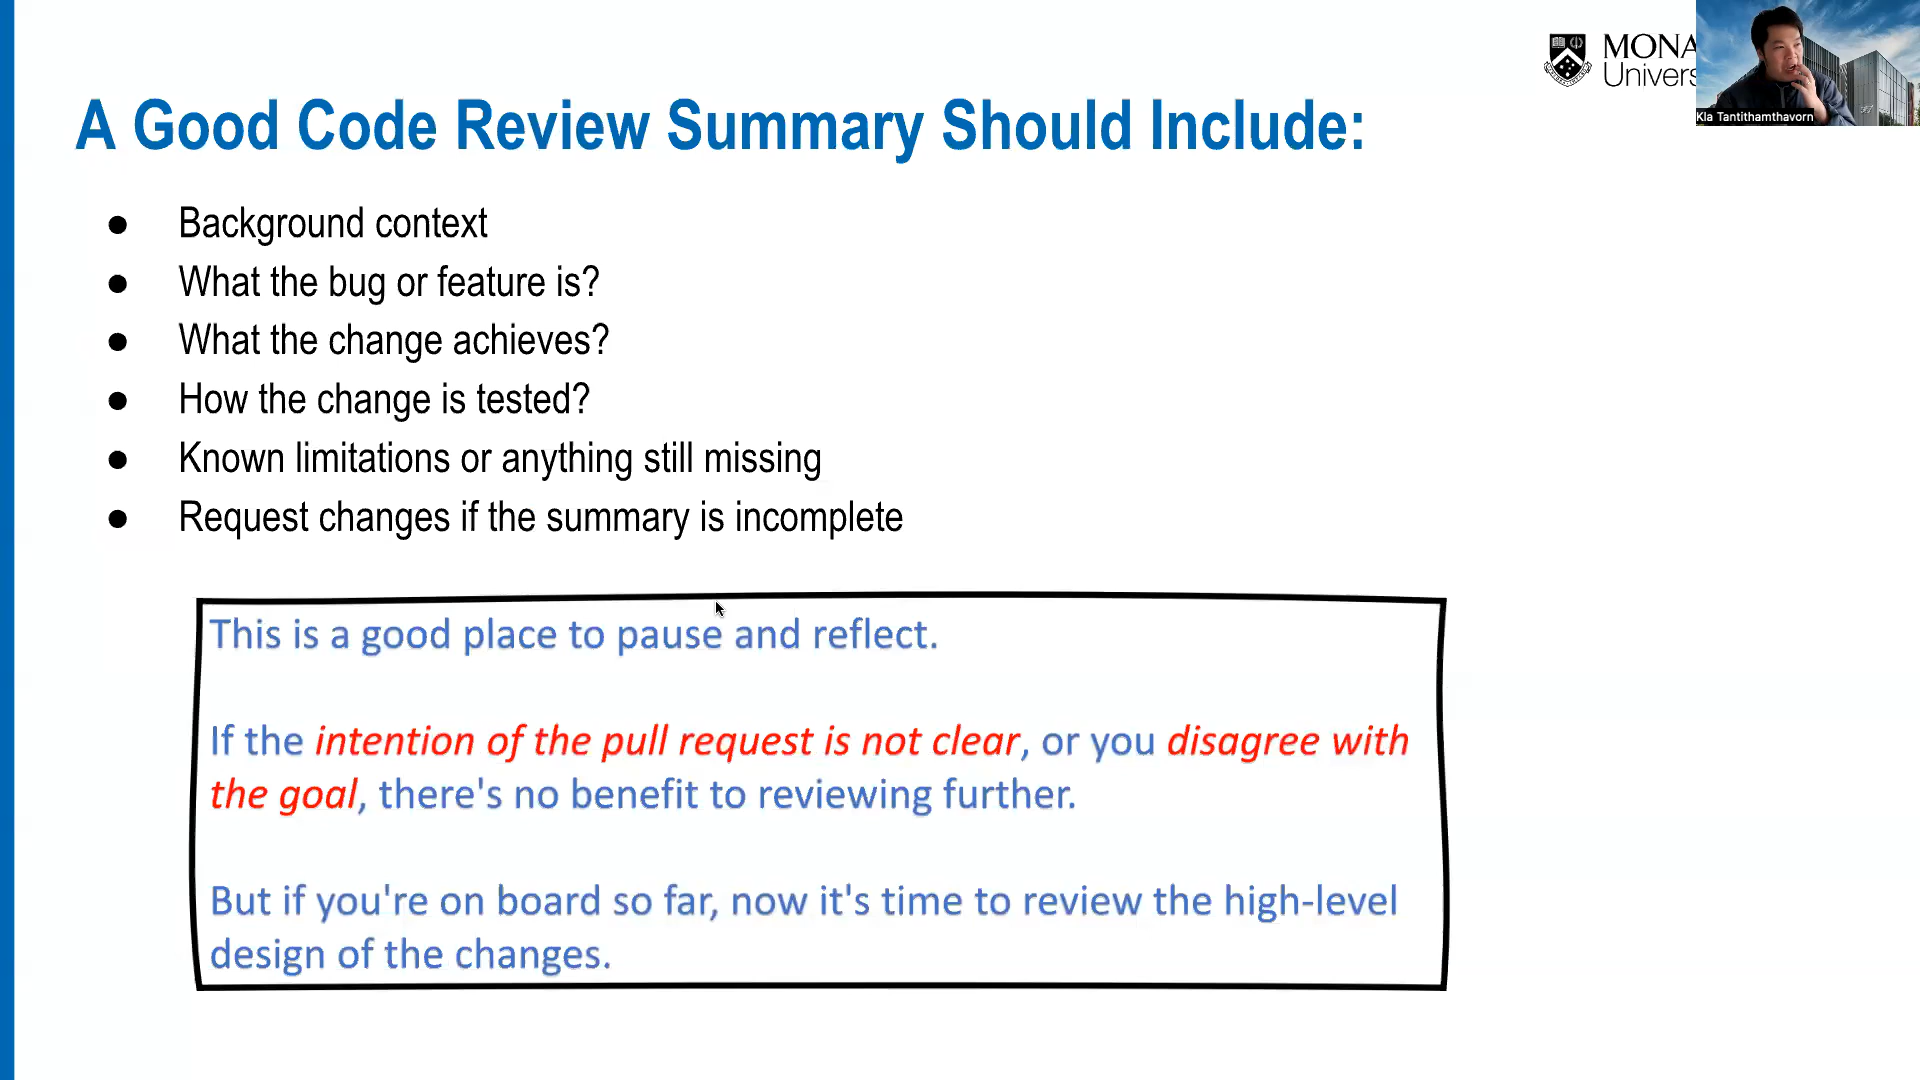 MONA
Univers
Kla Tantithamthavorn
A Good Code Review Summary Should Include:
● Background context
● What the bug or feature is?
● What the change achieves?
● How the change is tested?
● Known limitations or anything still missing
● Request changes if the summary is incomplete
This is a good place to pause and reflect.
If the intention of the pull request is not clear, or you disagree with
the goal, there's no benefit to reviewing further.
But if you're on board so far, now it's time to review the high-level
design of the changes.